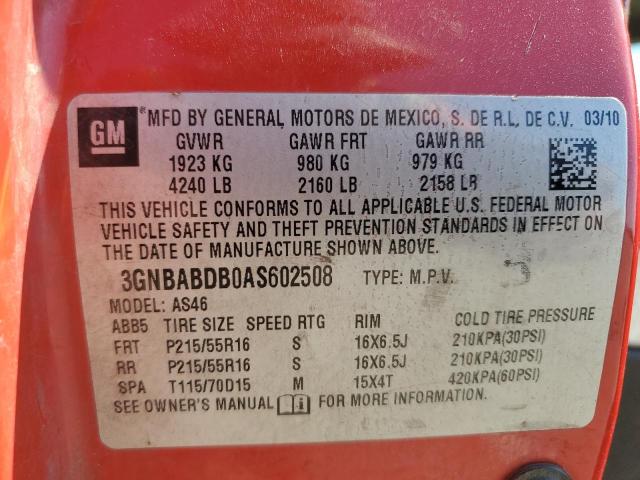 GM
® MFD BY GENERAL MOTORS DE MEXICO, S. DE R.L. DE C.V. 03/10
GVWR GAWR FRT GAWR RR
1923 KG 980 KG 979 KG
4240 LB 2160 LB 2158 LB
THIS VEHICLE CONFORMS TO ALL APPLICABLE U.S. FEDERAL MOTOR
VEHICLE SAFETY AND THEFT PREVENTION STANDARDS IN EFFECT ON
THE DATE OF MANUFACTURE SHOWN ABOVE.
3GNBABDB0AS602508 TYPE: M.P.V.
MODEL: AS46
ABB5 TIRE SIZE SPEED RTG RIM COLD TIRE PRESSURE
FRT P215/55R16 S 16X6.5J 210KPA(30PSI)
RR P215/55R16 S 16X6.5J 210KPA(30PSI)
SPA T115/70D15 M 15X4T 420KPA(60PSI)
SEE OWNER'S MANUAL FOR MORE INFORMATION.